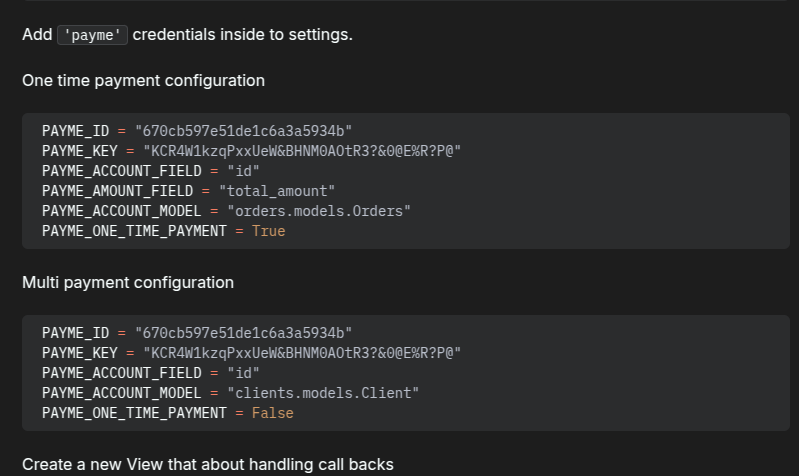 Add 'payme' credentials inside to settings.
One time payment configuration
PAYME_ID = "670cb597e51de1c6a3a5934b"
PAYME_KEY = "KCR4W1kzqPxxUeW&BHNM0AOtR3?&0@E%R?P@"
PAYME_ACCOUNT_FIELD = "id"
PAYME_AMOUNT_FIELD = "total_amount"
PAYME_ACCOUNT_MODEL = "orders.models.Orders"
PAYME_ONE_TIME_PAYMENT = True
Multi payment configuration
PAYME_ID = "670cb597e51de1c6a3a5934b"
PAYME_KEY = "KCR4W1kzqPxxUeW&BHNM0AOtR3?&0@E%R?P@"
PAYME_ACCOUNT_FIELD = "id"
PAYME_ACCOUNT_MODEL = "clients.models.Client"
PAYME_ONE_TIME_PAYMENT = False
Create a new View that about handling call backs